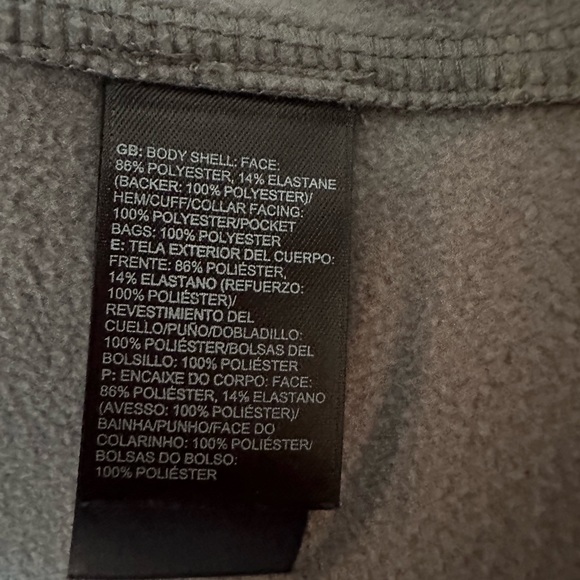 GB: BODY SHELL: FACE:
86% POLYESTER, 14% ELASTANE
(BACKER: 100% POLYESTER)/
HEM/CUFF/COLLAR FACING:
100% POLYESTER/POCKET
BAGS: 100% POLYESTER
E: TELA EXTERIOR DEL CUERPO:
FRENTE: 86% POLIÉSTER,
14% ELASTANO (REFUERZO:
100% POLIÉSTER)/
REVESTIMIENTO DEL
CUELLO/PUÑO/DOBLADILLO:
100% POLIÉSTER/BOLSAS DEL
BOLSILLO: 100% POLIÉSTER
P: ENCAIXE DO CORPO: FACE:
86% POLIÉSTER, 14% ELASTANO
(AVESSO: 100% POLIÉSTER)/
BAINHA/PUNHO/FACE DO
COLARINHO: 100% POLIÉSTER/
BOLSAS DO BOLSO:
100% POLIÉSTER